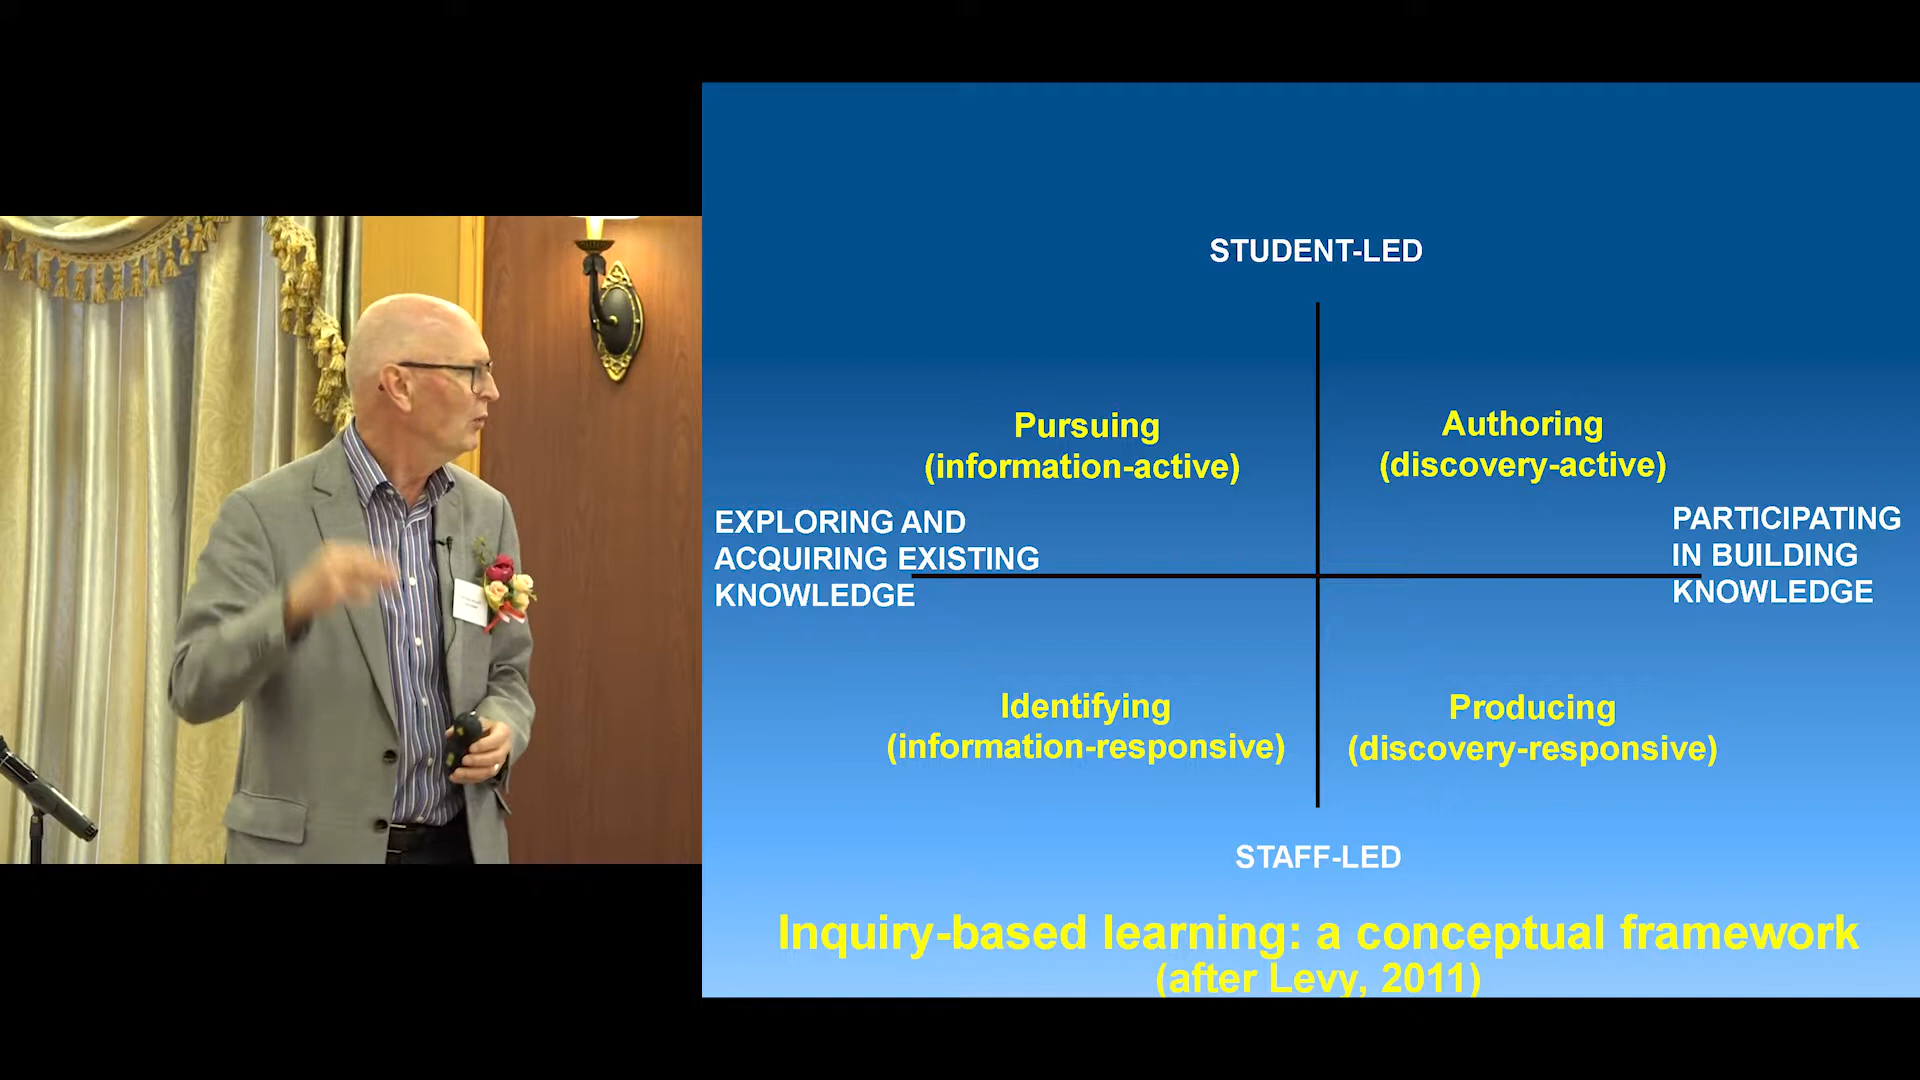 STUDENT-LED
Pursuing
(information-active)
Authoring
(discovery-active)
EXPLORING AND
ACQUIRING EXISTING
KNOWLEDGE
PARTICIPATING
IN BUILDING
KNOWLEDGE
Identifying
(information-responsive)
Producing
(discovery-responsive)
STAFF-LED
Inquiry-based learning: a conceptual framework
(after Levy, 2011)